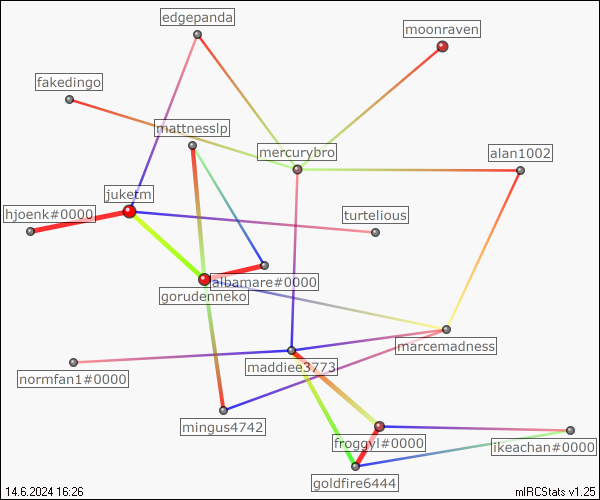 edgepanda
moonraven
fakedingo
mattnesslp
mercurybro
alan1002
juketm
hjoenk#0000
turtelious
albamare#0000
gorudenneko
marcemadness
maddiee3773
normfan1#0000
mingus4742
froggyl#0000
ikeachan#0000
goldfire6444
14.6.2024 16:26
mIRCStats v1.25